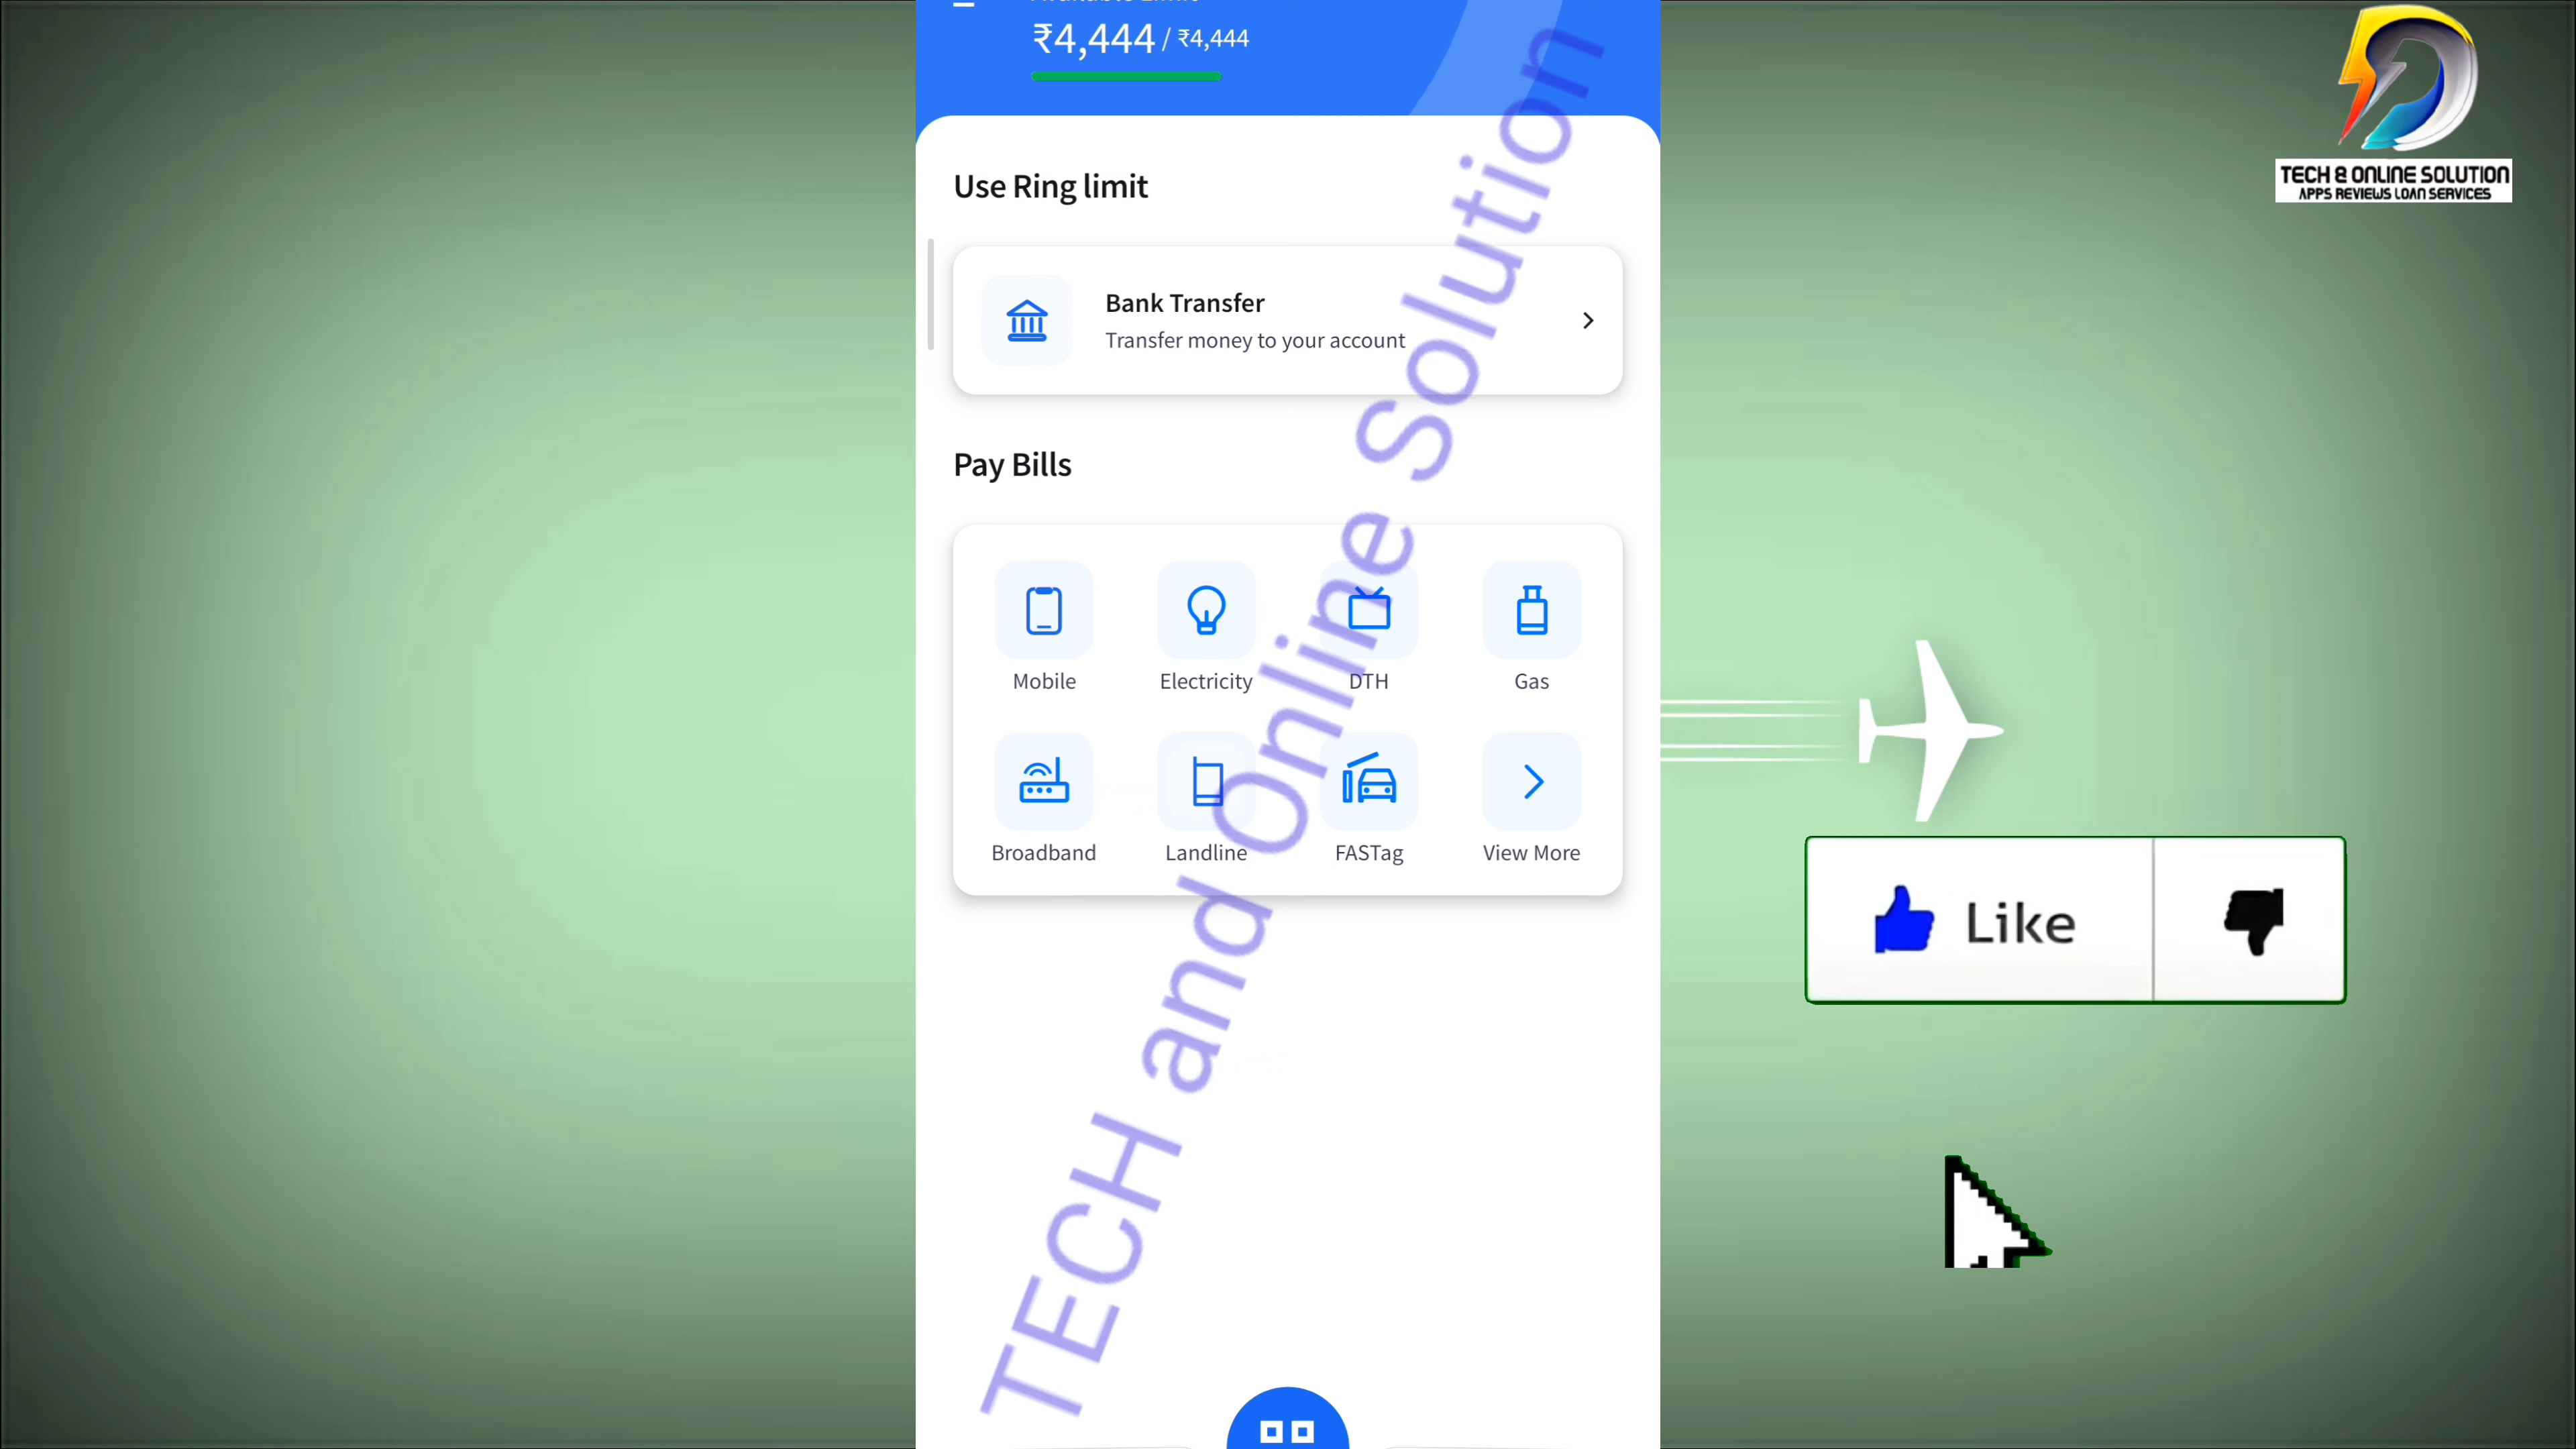 ₹4,444 / ₹4,444
TECH & ONLINE SOLUTION
APPS REVIEWS LOAN SERVICES
Use Ring limit
Bank Transfer
Transfer money to your account
Pay Bills
Mobile
Electricity
DTH
Gas
Broadband
Landline
FASTag
View More
Like
TECH and Online Solution